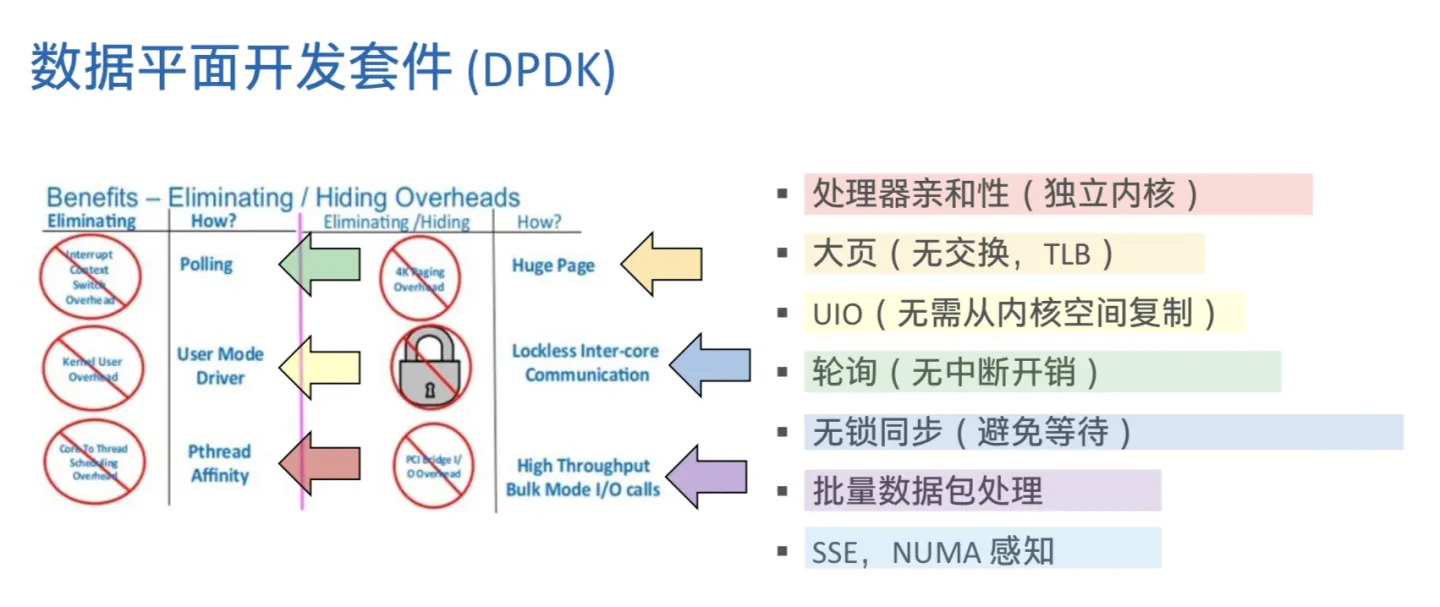 数据平面开发套件 (DPDK)
Benefits – Eliminating / Hiding Overheads
Eliminating How? Eliminating /Hiding How?
Interrupt
Context
Switch
Overhead
Polling
4K Paging
Overhead
Huge Page
Kernel User
Overhead
User Mode
Driver
Lockless Inter-core
Communication
Core To Thread
Scheduling
Overhead
Pthread
Affinity
PCI Bridge I/
O Overhead
High Throughput
Bulk Mode I/O calls
▪ 处理器亲和性（独立内核）
▪ 大页（无交换，TLB）
▪ UIO（无需从内核空间复制）
▪ 轮询（无中断开销）
▪ 无锁同步（避免等待）
▪ 批量数据包处理
▪ SSE，NUMA 感知